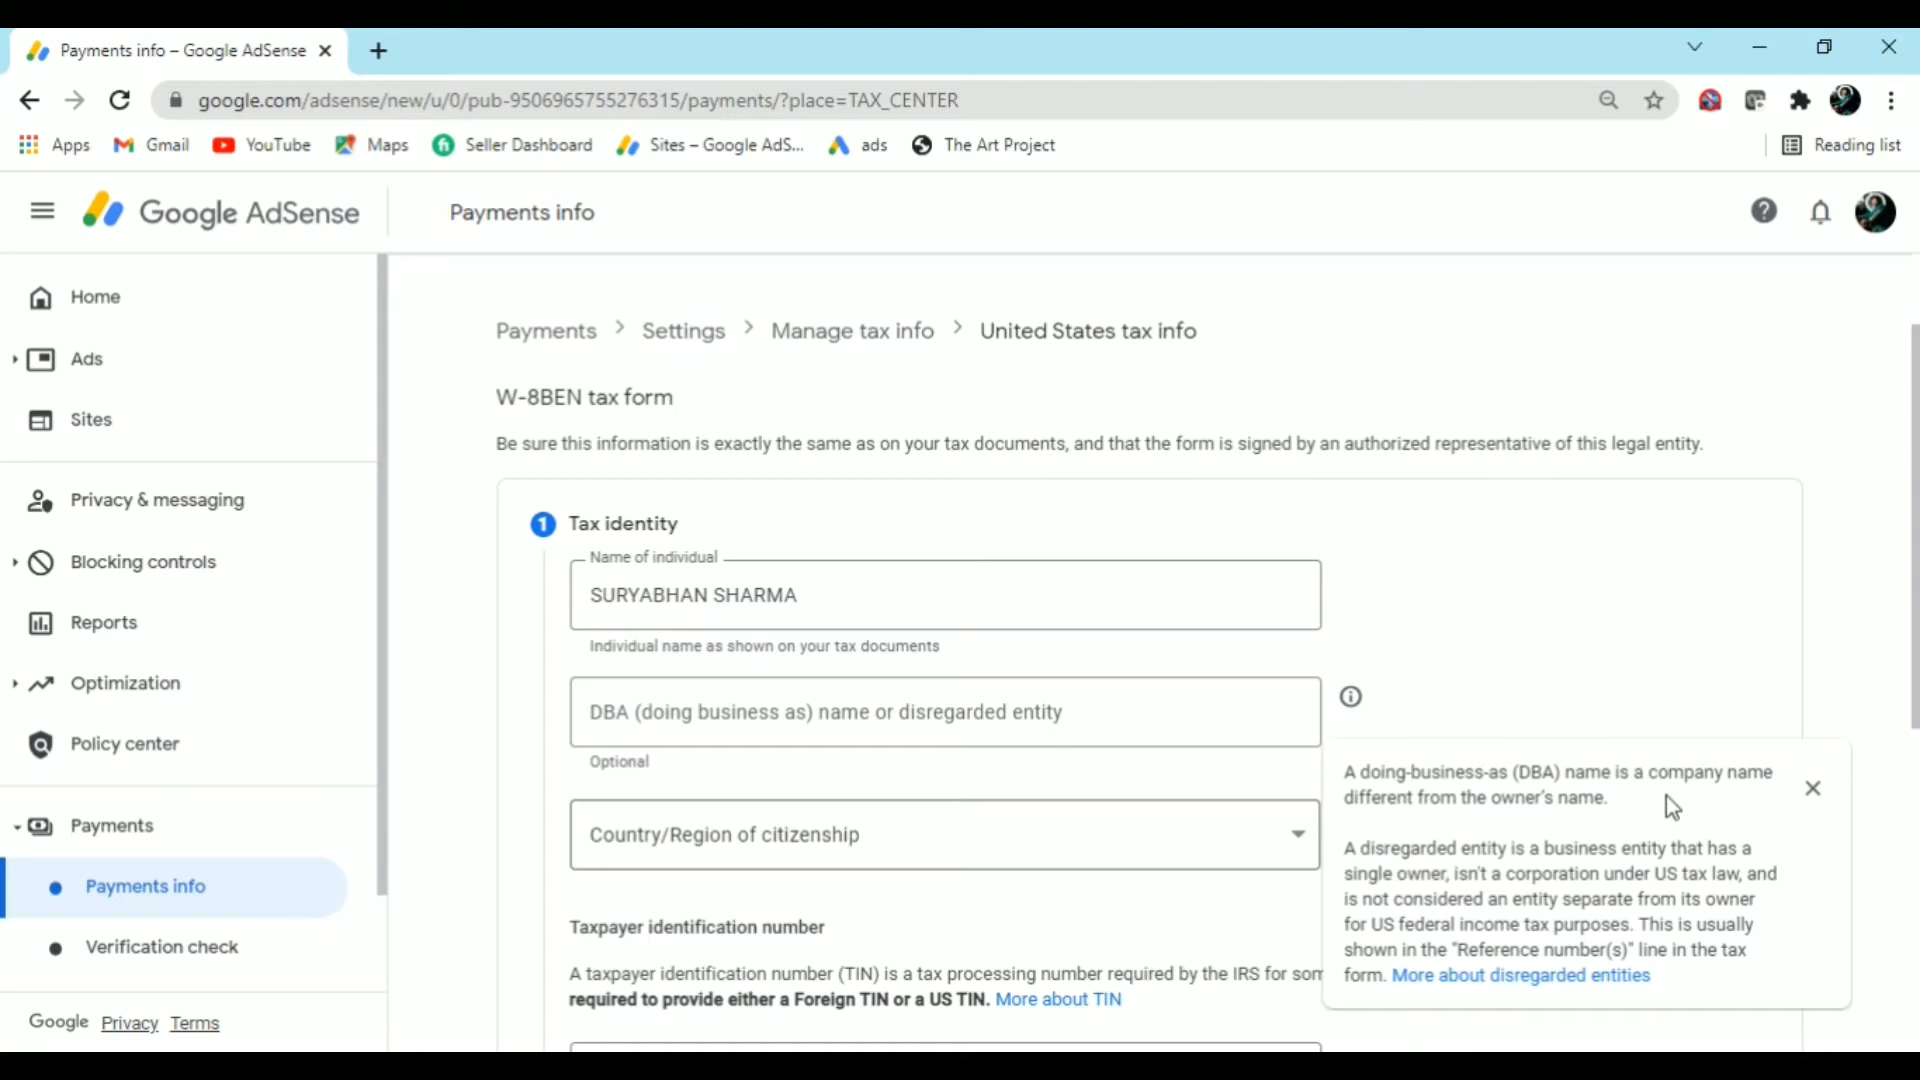 Payments info – Google AdSense
google.com/adsense/new/u/0/pub-9506965755276315/payments/?place=TAX_CENTER
Apps
Gmail
YouTube
Maps
Seller Dashboard
Sites – Google AdS...
ads
The Art Project
Reading list
Google AdSense
Payments info
Home
Ads
Sites
Privacy & messaging
Blocking controls
Reports
Optimization
Policy center
Payments
Payments info
Verification check
Google Privacy Terms
Payments > Settings > Manage tax info > United States tax info
W-8BEN tax form
Be sure this information is exactly the same as on your tax documents, and that the form is signed by an authorized representative of this legal entity.
1 Tax identity
Name of individual
SURYABHAN SHARMA
Individual name as shown on your tax documents
DBA (doing business as) name or disregarded entity
Optional
Country/Region of citizenship
Taxpayer identification number
A taxpayer identification number (TIN) is a tax processing number required by the IRS for som
required to provide either a Foreign TIN or a US TIN. More about TIN
A doing-business-as (DBA) name is a company name
different from the owner's name.
A disregarded entity is a business entity that has a
single owner, isn't a corporation under US tax law, and
is not considered an entity separate from its owner
for US federal income tax purposes. This is usually
shown in the "Reference number(s)" line in the tax
form. More about disregarded entities